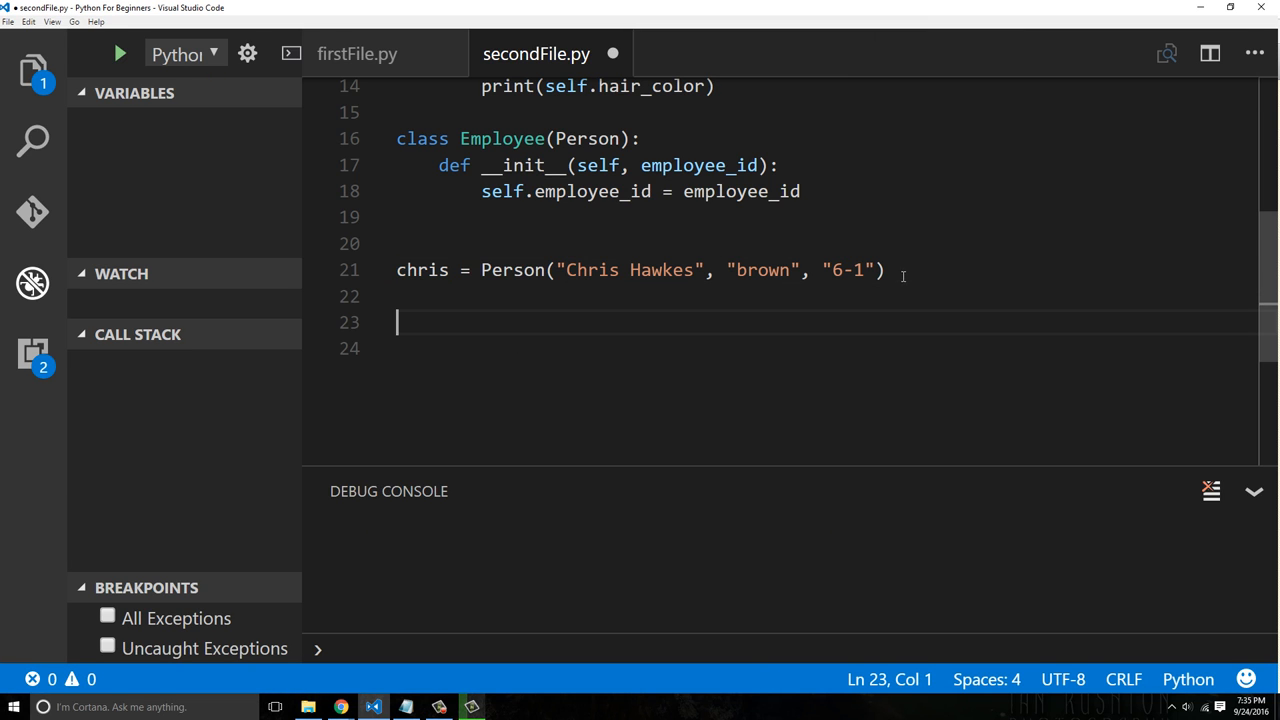 ● secondFile.py - Python For Beginners - Visual Studio Code
File Edit View Go Help
Python
firstFile.py
secondFile.py
1
VARIABLES
14 print(self.hair_color)
15
16 class Employee(Person):
17 def __init__(self, employee_id):
18 self.employee_id = employee_id
19
20
21 chris = Person("Chris Hawkes", "brown", "6-1")
22
23
24
WATCH
CALL STACK
2
DEBUG CONSOLE
BREAKPOINTS
All Exceptions
Uncaught Exceptions
0 0
Ln 23, Col 1 Spaces: 4 UTF-8 CRLF Python
I'm Cortana. Ask me anything.
7:35 PM
9/24/2016